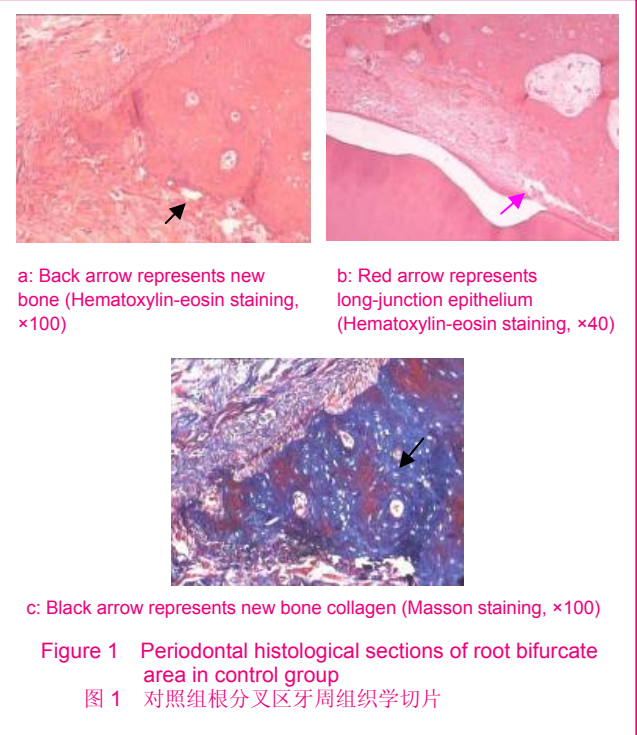 a: Back arrow represents new
bone (Hematoxylin-eosin staining,
×100)
b: Red arrow represents
long-junction epithelium
(Hematoxylin-eosin staining, ×40)
c: Black arrow represents new bone collagen (Masson staining, ×100)
Figure 1 Periodontal histological sections of root bifurcate
area in control group
图 1 对照组根分叉区牙周组织学切片